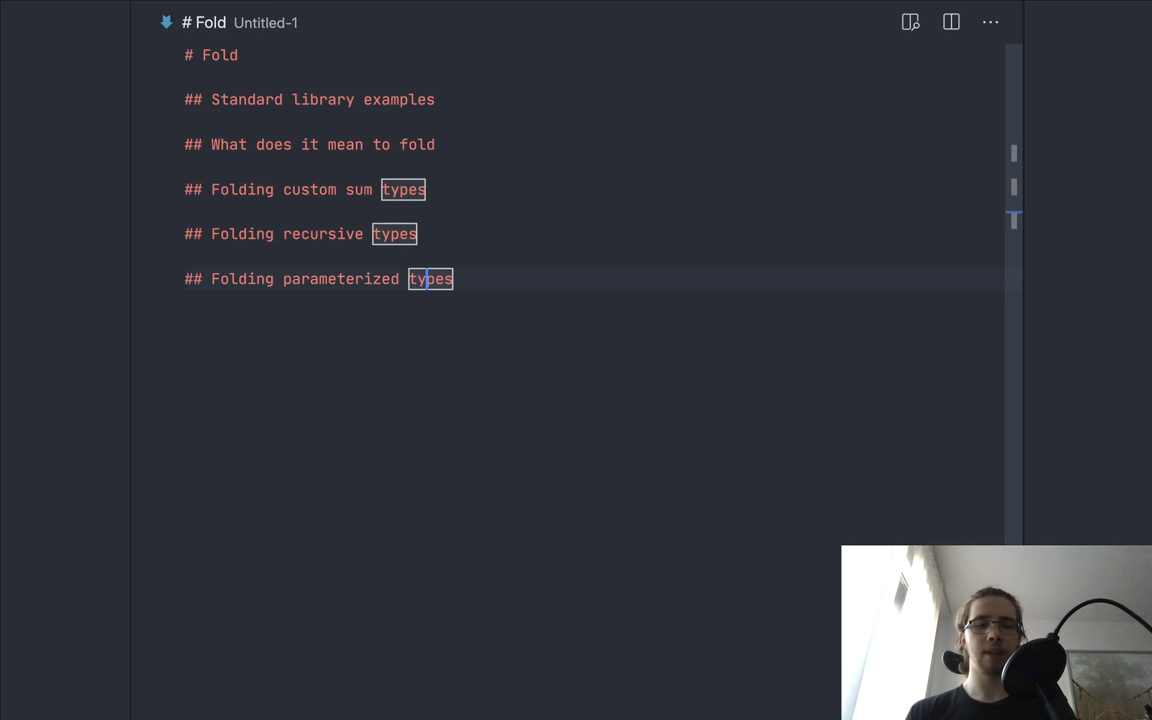 # Fold Untitled-1
# Fold
## Standard library examples
## What does it mean to fold
## Folding custom sum types
## Folding recursive types
## Folding parameterized types